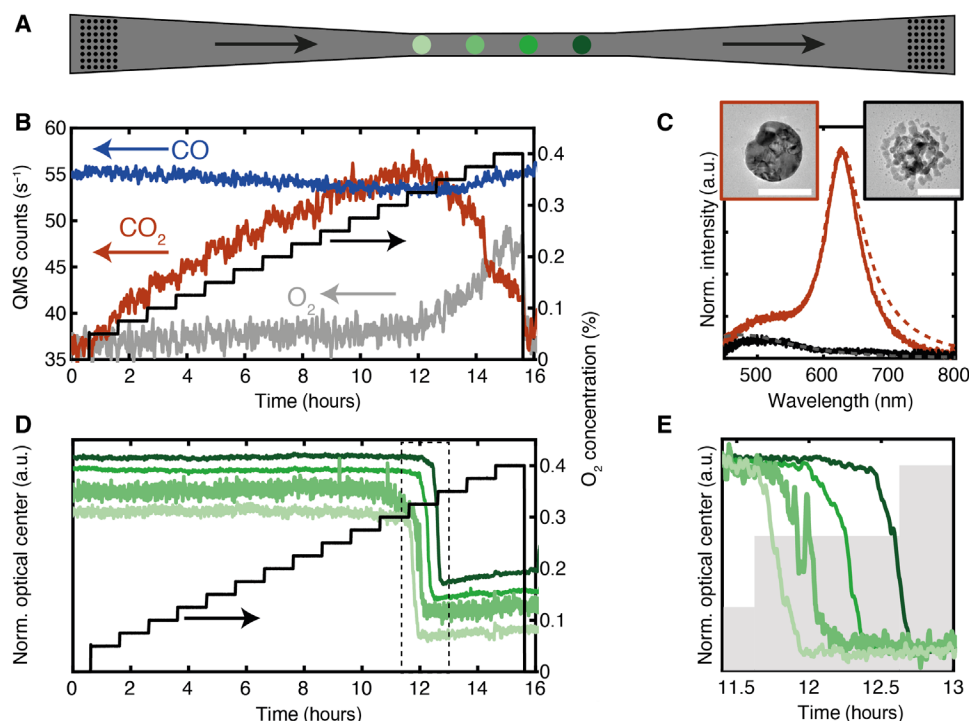 A
B
QMS counts (s⁻¹)
60
55
50
45
40
35
CO
CO₂
O₂
0.4
0.3
0.2
0.1
0
0 2 4 6 8 10 12 14 16
Time (hours)
O₂ concentration (%)
C
Norm. intensity (a.u.)
500 600 700 800
Wavelength (nm)
D
Norm. optical center (a.u.)
0.4
0.3
0.2
0.1
0
0 2 4 6 8 10 12 14 16
Time (hours)
E
Norm. optical center (a.u.)
11.5 12 12.5 13
Time (hours)